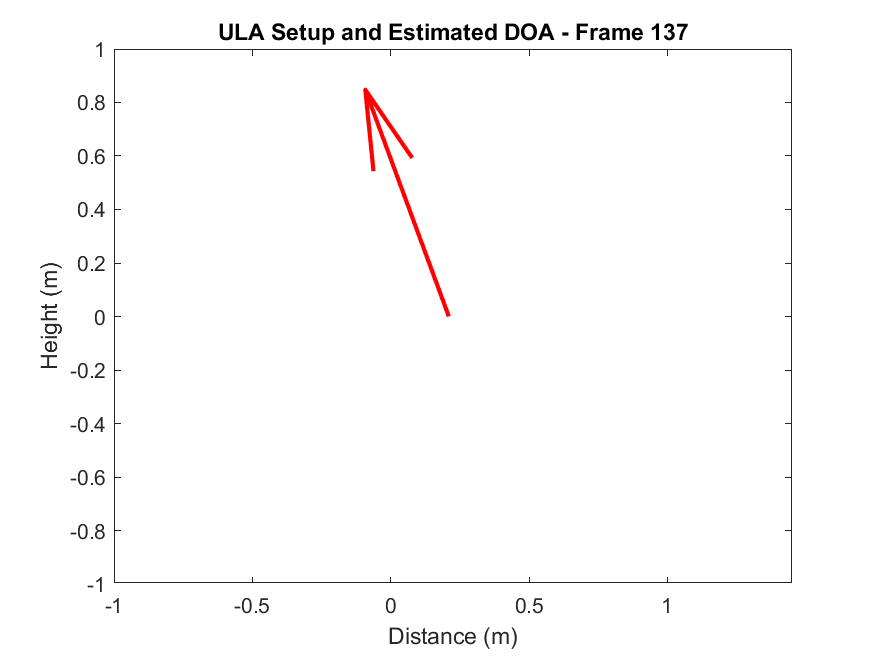 ULA Setup and Estimated DOA - Frame 137
1
0.8
0.6
0.4
0.2
0
-0.2
-0.4
-0.6
-0.8
-1
Height (m)
-1 -0.5 0 0.5 1
Distance (m)